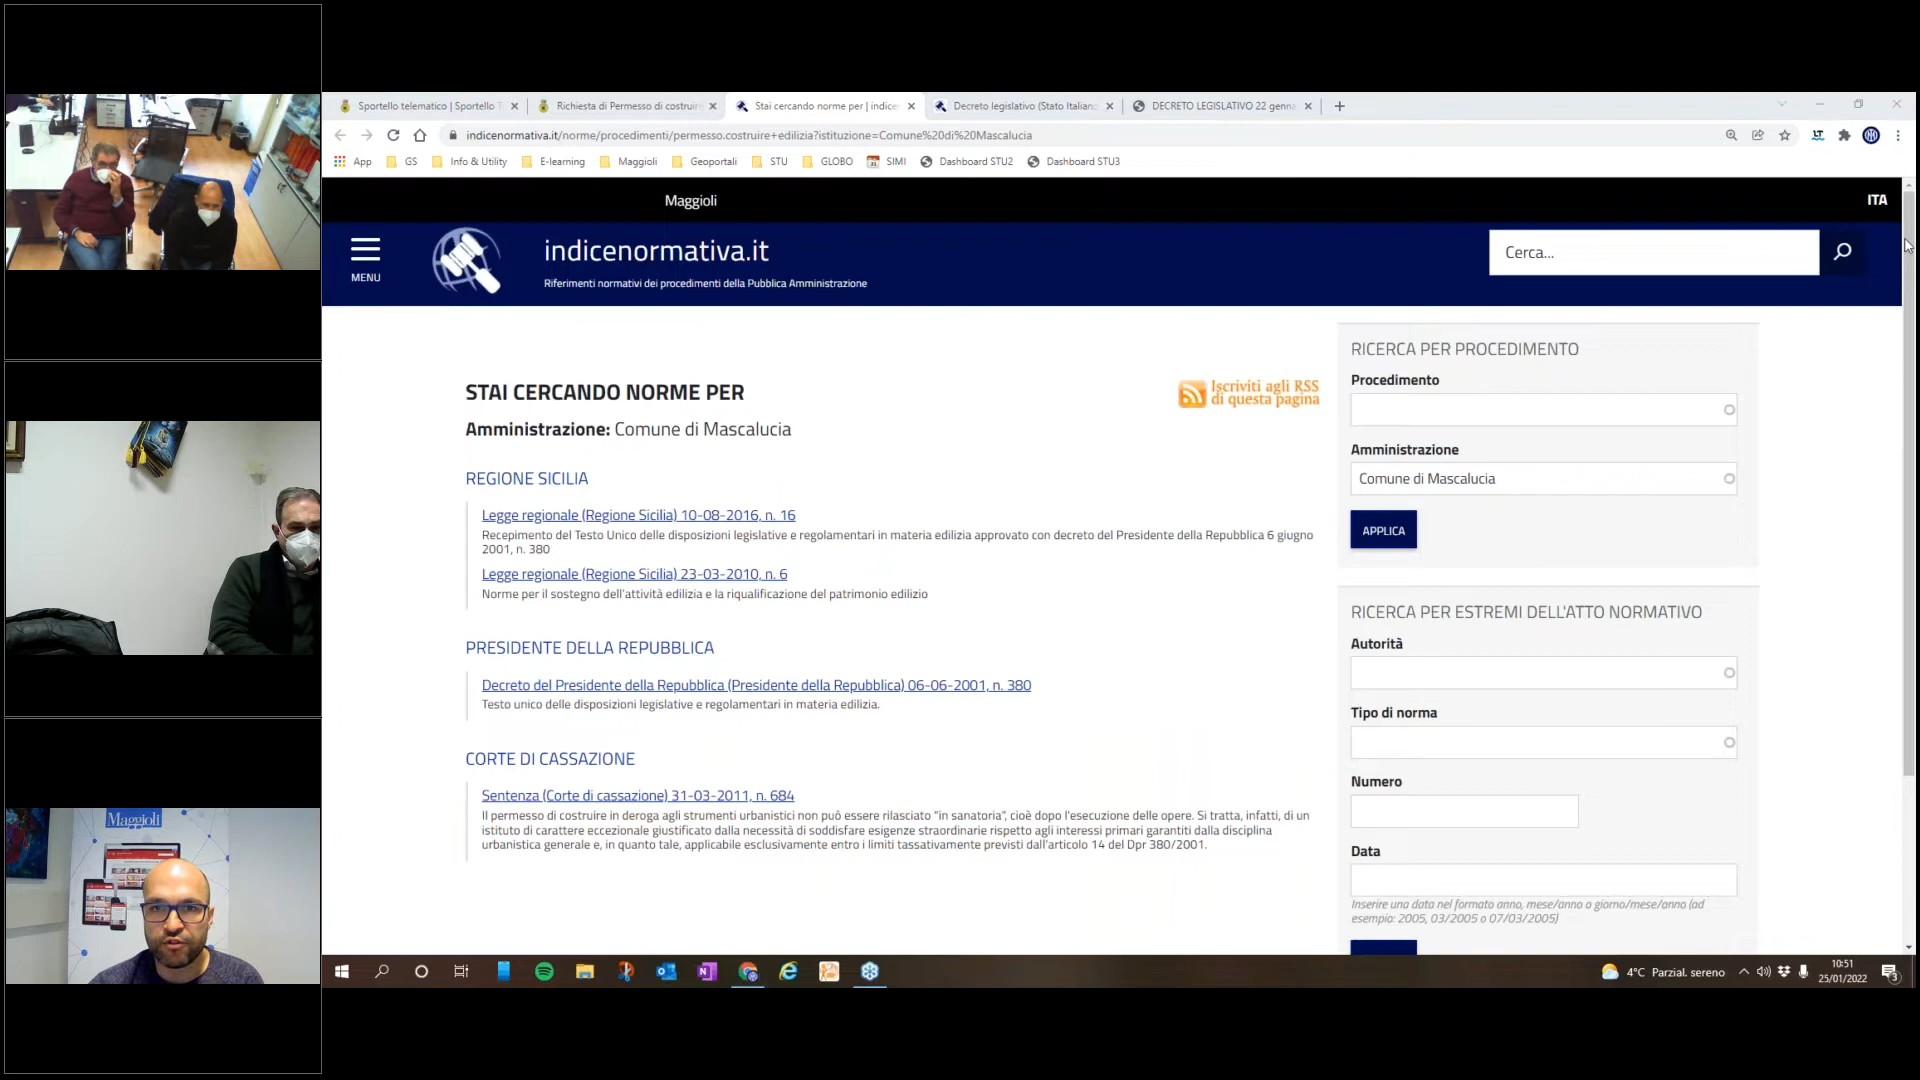 Sportello telematico | Sportello T
Richiesta di Permesso di costruir
Stai cercando norme per | indice
Decreto legislativo (Stato Italiano
DECRETO LEGISLATIVO 22 genna
indicenormativa.it/norme/procedimenti/permesso.costruire+edilizia?istituzione=Comune%20di%20Mascalucia
App
GS
Info & Utility
E-learning
Maggioli
Geoportali
STU
GLOBO
SIMI
Dashboard STU2
Dashboard STU3
Maggioli
ITA
MENU
indicenormativa.it
Riferimenti normativi dei procedimenti della Pubblica Amministrazione
Cerca...
STAI CERCANDO NORME PER
Iscriviti agli RSS
di questa pagina
Amministrazione: Comune di Mascalucia
REGIONE SICILIA
Legge regionale (Regione Sicilia) 10-08-2016, n. 16
Recepimento del Testo Unico delle disposizioni legislative e regolamentari in materia edilizia approvato con decreto del Presidente della Repubblica 6 giugno
2001, n. 380
Legge regionale (Regione Sicilia) 23-03-2010, n. 6
Norme per il sostegno dell'attività edilizia e la riqualificazione del patrimonio edilizio
PRESIDENTE DELLA REPUBBLICA
Decreto del Presidente della Repubblica (Presidente della Repubblica) 06-06-2001, n. 380
Testo unico delle disposizioni legislative e regolamentari in materia edilizia.
CORTE DI CASSAZIONE
Sentenza (Corte di cassazione) 31-03-2011, n. 684
Il permesso di costruire in deroga agli strumenti urbanistici non può essere rilasciato "in sanatoria", cioè dopo l'esecuzione delle opere. Si tratta, infatti, di un
istituto di carattere eccezionale giustificato dalla necessità di soddisfare esigenze straordinarie rispetto agli interessi primari garantiti dalla disciplina
urbanistica generale e, in quanto tale, applicabile esclusivamente entro i limiti tassativamente previsti dall'articolo 14 del Dpr 380/2001.
RICERCA PER PROCEDIMENTO
Procedimento
Amministrazione
Comune di Mascalucia
APPLICA
RICERCA PER ESTREMI DELL'ATTO NORMATIVO
Autorità
Tipo di norma
Numero
Data
Inserire una data nel formato anno, mese/anno o giorno/mese/anno (ad
esempio: 2005, 03/2005 o 07/03/2005)
Maggioli
4°C Parzial. sereno
10:51
25/01/2022
3